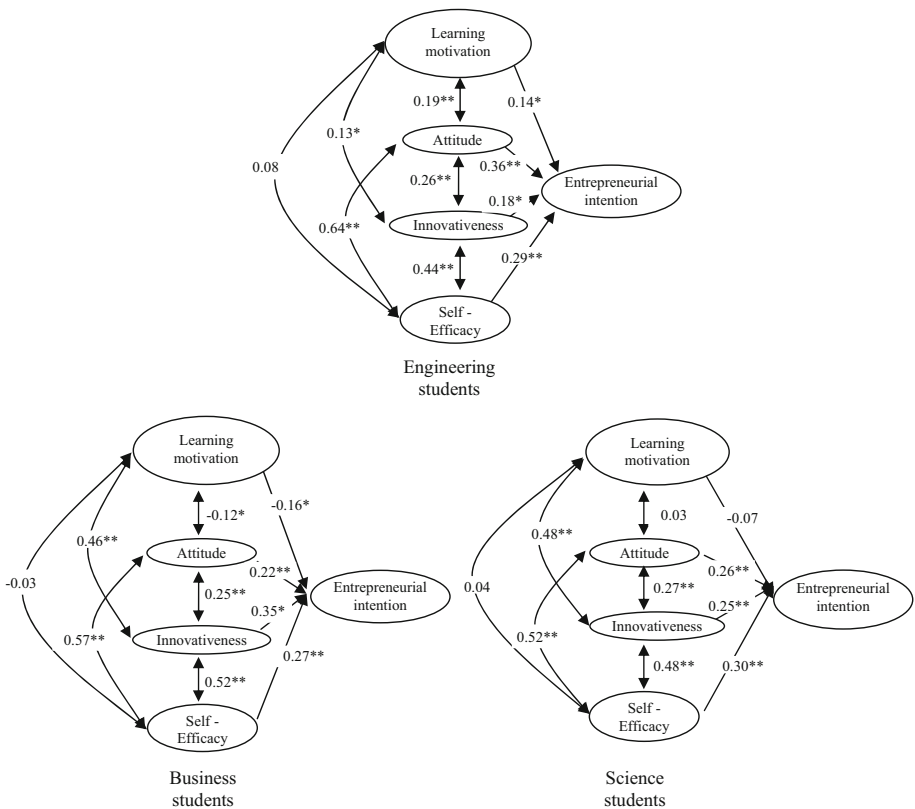 Learning
motivation
0.19**
0.14*
0.13*
Attitude
0.08
0.36**
0.26**
Entrepreneurial
intention
0.18*
0.64**
Innovativeness
0.29**
0.44**
Self -
Efficacy
Engineering
students
Learning
motivation
-0.16*
-0.12*
0.46**
Attitude
0.22**
-0.03
0.25**
Entrepreneurial
intention
0.35*
0.57**
Innovativeness
0.27**
0.52**
Self -
Efficacy
Business
students
Learning
motivation
0.03
-0.07
0.48**
Attitude
0.26**
0.04
0.27**
Entrepreneurial
intention
0.25**
0.52**
Innovativeness
0.48**
0.30**
Self -
Efficacy
Science
students